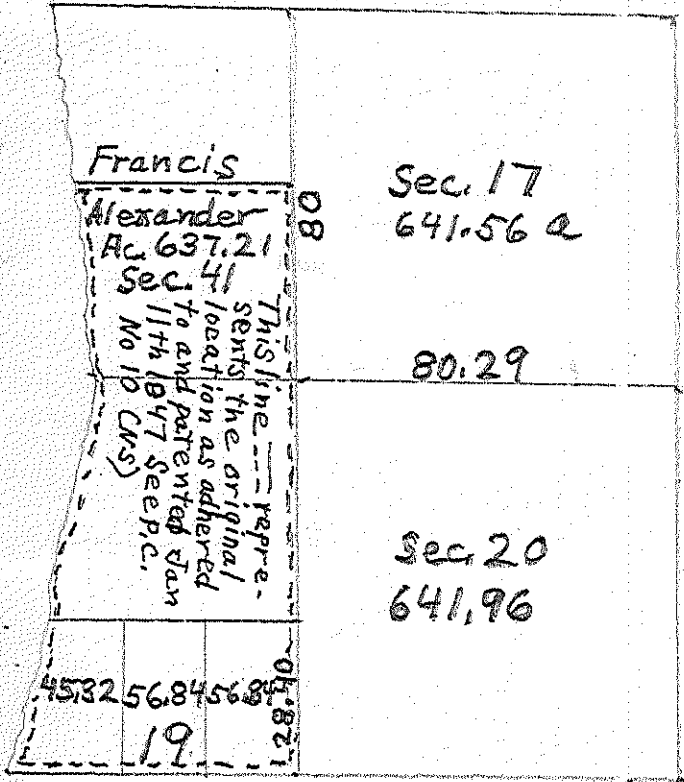 Francis
Alexander
Ac. 637.21
Sec. 41
This line ---- repre-
sents the original
location as adhered
to and patented Jan
11th 1847 See P.C.
No 10 CNS)
80
Sec. 17
641.56 a
80.29
Sec. 20
641,96
45.32 56.84 56.84
28.40
19